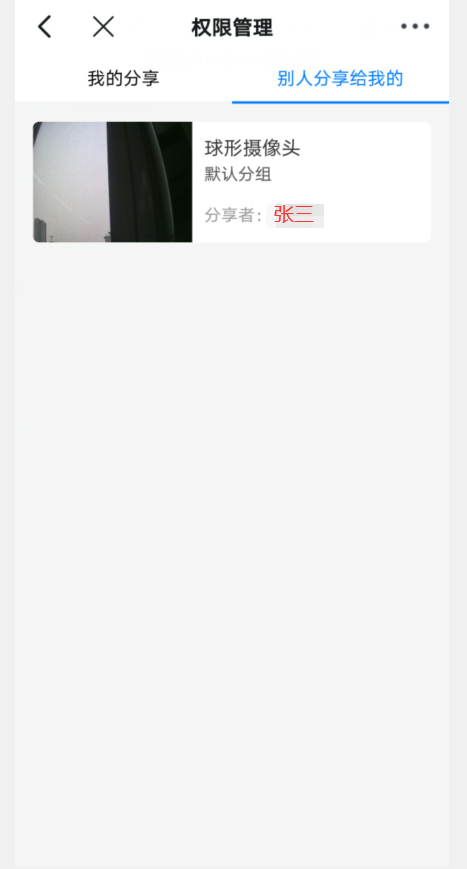 权限管理
我的分享
别人分享给我的
球形摄像头
默认分组
分享者：张三